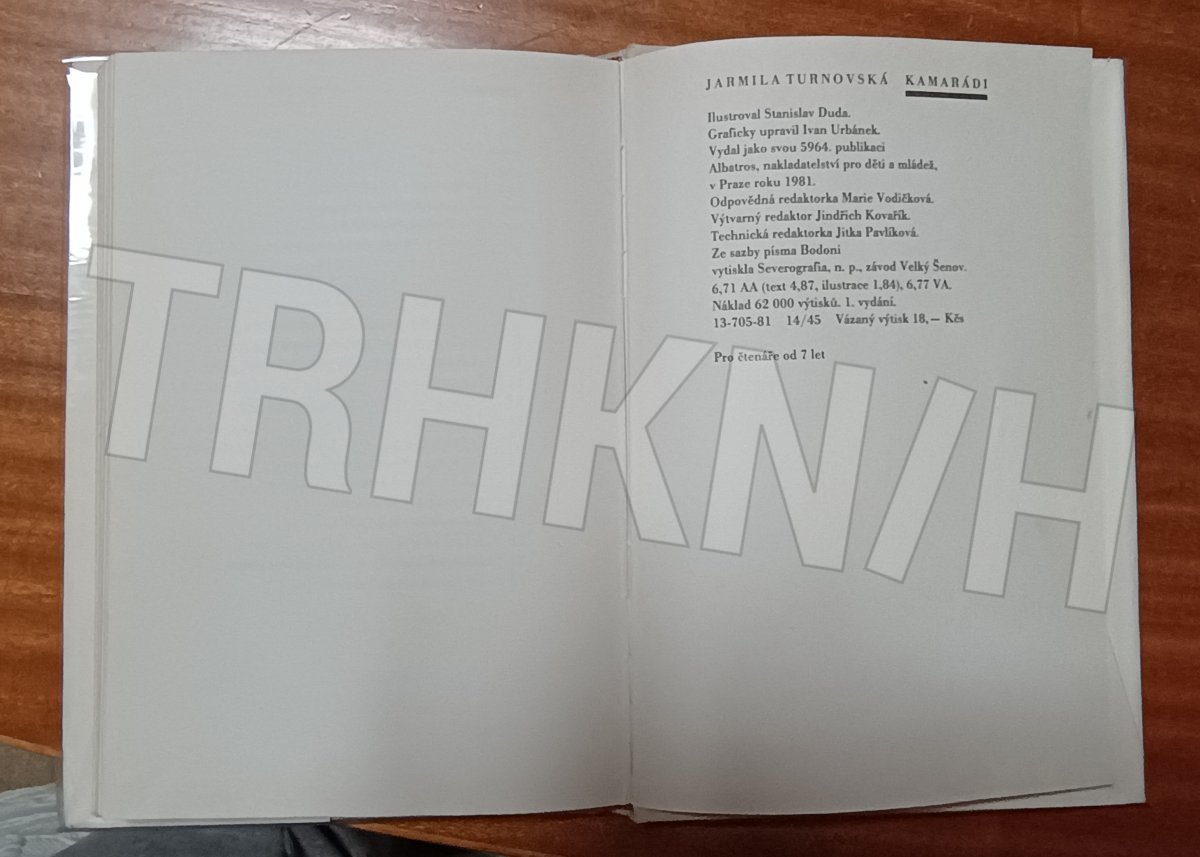 JARMILA TURNOVSKÁ KAMARÁDI
Ilustroval Stanislav Duda.
Graficky upravil Ivan Urbánek.
Vydal jako svou 5964. publikaci
Albatros, nakladatelství pro děti a mládež,
v Praze roku 1981.
Odpovědná redaktorka Marie Vodičková.
Výtvarný redaktor Jindřich Kovařík.
Technická redaktorka Jitka Pavlíková.
Ze sazby písma Bodoni
vytiskla Severografia, n. p., závod Velký Šenov.
6,71 AA (text 4,87, ilustrace 1,84), 6,77 VA.
Náklad 62 000 výtisků. 1. vydání.
13-705-81 14/45 Vázaný výtisk 18,— Kčs
Pro čtenáře od 7 let
TRHKN/H